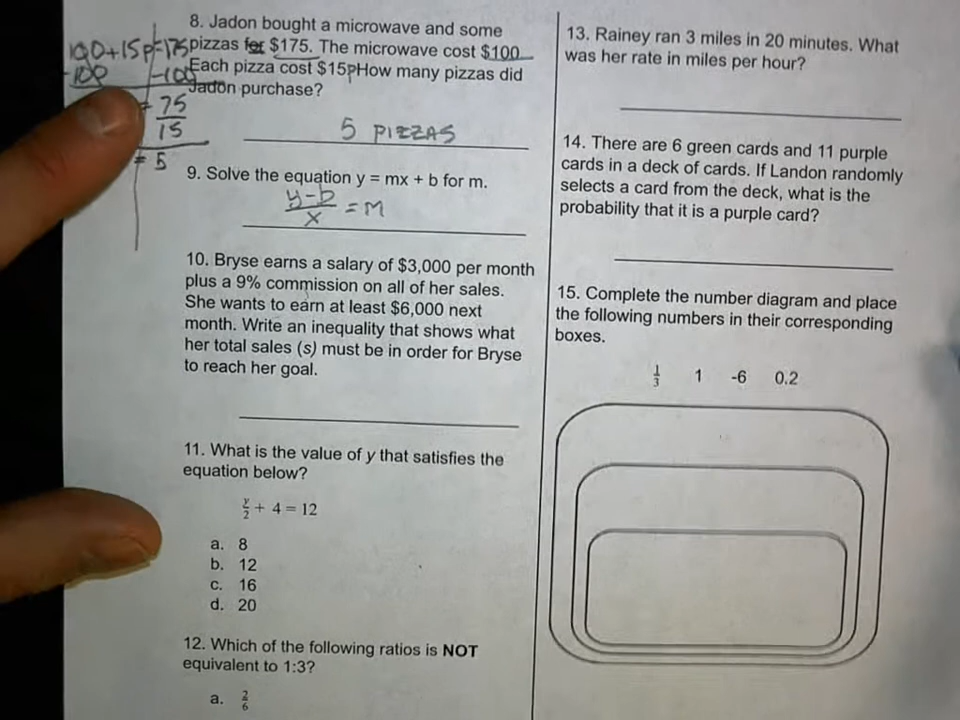 8. Jadon bought a microwave and some
pizzas for $175. The microwave cost $100
Each pizza cost $15pHow many pizzas did
Jadon purchase?
100+15p=175
-100 -100
= 75
15
= 5
5 PIZZAS
9. Solve the equation y = mx + b for m.
y-b
x = M
10. Bryse earns a salary of $3,000 per month
plus a 9% commission on all of her sales.
She wants to earn at least $6,000 next
month. Write an inequality that shows what
her total sales (s) must be in order for Bryse
to reach her goal.
11. What is the value of y that satisfies the
equation below?
y/2 + 4 = 12
a. 8
b. 12
c. 16
d. 20
12. Which of the following ratios is NOT
equivalent to 1:3?
a. 2/6
13. Rainey ran 3 miles in 20 minutes. What
was her rate in miles per hour?
14. There are 6 green cards and 11 purple
cards in a deck of cards. If Landon randomly
selects a card from the deck, what is the
probability that it is a purple card?
15. Complete the number diagram and place
the following numbers in their corresponding
boxes.
1/3 1 -6 0.2